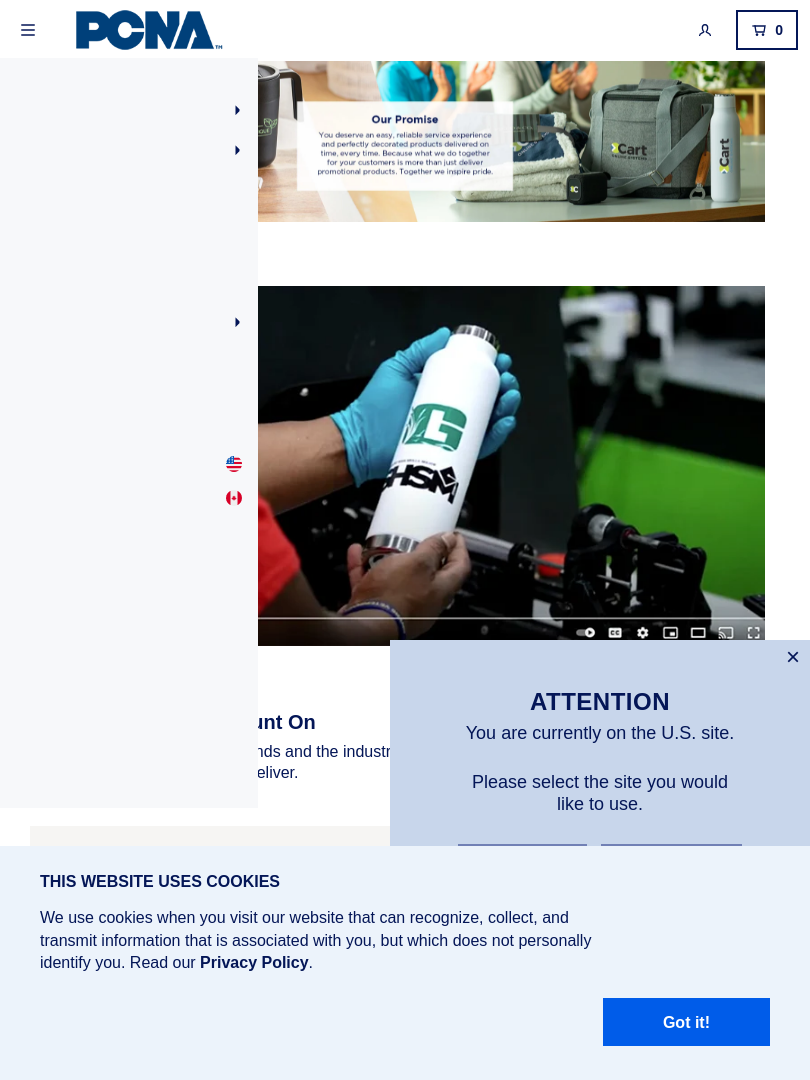 PCNA™
0
Our Promise
You deserve an easy, reliable service experience
and perfectly decorated products delivered on
time, every time. Because what we do together
for your customers is more than just deliver
promotional products. Together we inspire pride.
Cart
Cart
GHSM
CC
unt On
nds and the industr
eliver.
ATTENTION
You are currently on the U.S. site.
Please select the site you would
like to use.
THIS WEBSITE USES COOKIES
We use cookies when you visit our website that can recognize, collect, and
transmit information that is associated with you, but which does not personally
identify you. Read our Privacy Policy.
Got it!